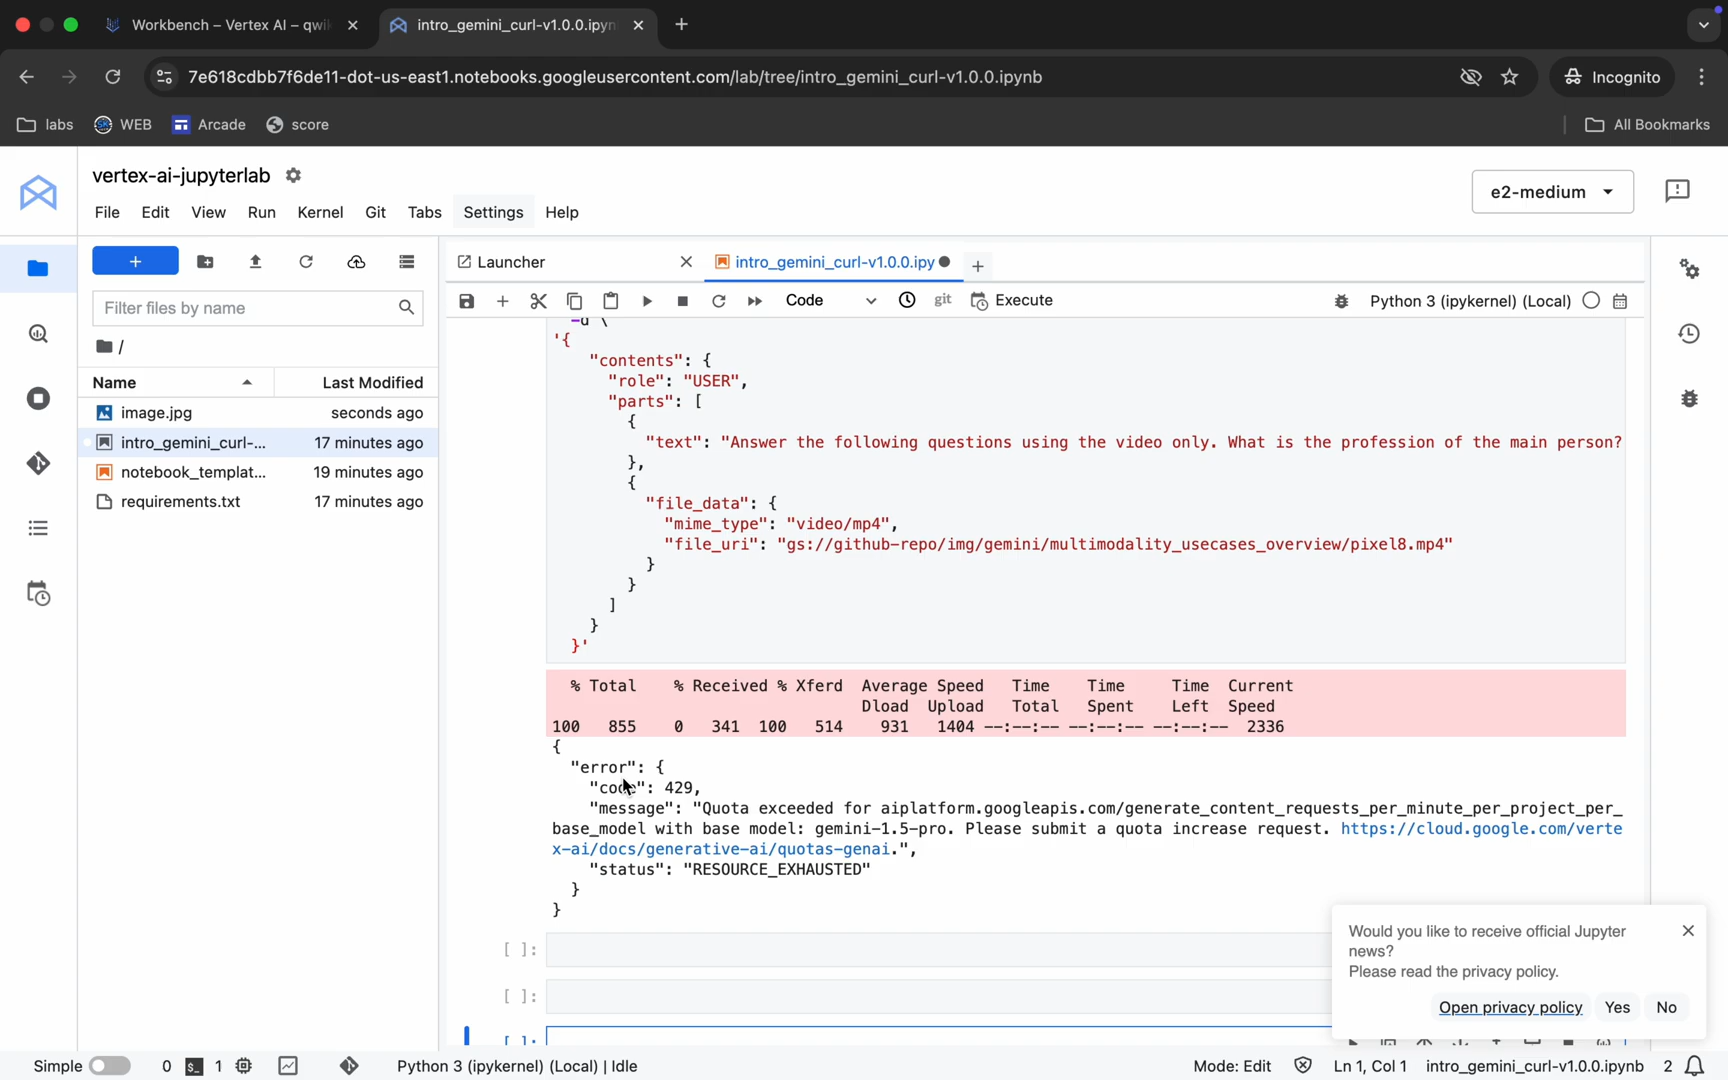 Workbench – Vertex AI – qwik
intro_gemini_curl-v1.0.0.ipyn
7e618cdbb7f6de11-dot-us-east1.notebooks.googleusercontent.com/lab/tree/intro_gemini_curl-v1.0.0.ipynb
Incognito
labs
WEB
Arcade
score
All Bookmarks
vertex-ai-jupyterlab
e2-medium
File Edit View Run Kernel Git Tabs Settings Help
Launcher
intro_gemini_curl-v1.0.0.ipy
Filter files by name
Code
git
Execute
Python 3 (ipykernel) (Local)
/
Name
Last Modified
image.jpg
seconds ago
intro_gemini_curl-...
17 minutes ago
notebook_templat...
19 minutes ago
requirements.txt
17 minutes ago
-d \
'{
"contents": {
"role": "USER",
"parts": [
{
"text": "Answer the following questions using the video only. What is the profession of the main person?
},
{
"file_data": {
"mime_type": "video/mp4",
"file_uri": "gs://github-repo/img/gemini/multimodality_usecases_overview/pixel8.mp4"
}
}
]
}
}'
% Total % Received % Xferd Average Speed Time Time Time Current
Dload Upload Total Spent Left Speed
100 855 0 341 100 514 931 1404 --:--:-- --:--:-- --:--:-- 2336
{
"error": {
"code": 429,
"message": "Quota exceeded for aiplatform.googleapis.com/generate_content_requests_per_minute_per_project_per_
base_model with base model: gemini-1.5-pro. Please submit a quota increase request. https://cloud.google.com/verte
x-ai/docs/generative-ai/quotas-genai.",
"status": "RESOURCE_EXHAUSTED"
}
}
[ ]:
[ ]:
[ ]:
Would you like to receive official Jupyter
news?
Please read the privacy policy.
Open privacy policy
Yes
No
Simple
0
1
Python 3 (ipykernel) (Local) | Idle
Mode: Edit
Ln 1, Col 1
intro_gemini_curl-v1.0.0.ipynb
2